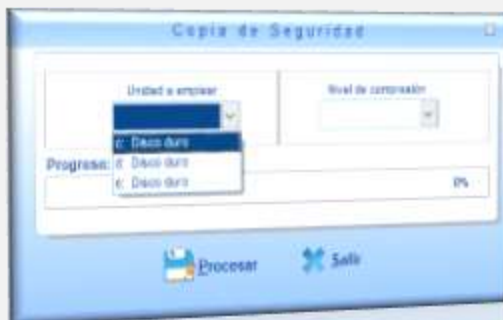 Copia de Seguridad
Unidad a emplear
Nivel de compresión
c: Disco duro
Progreso:
Disco duro
Disco duro
0%
Procesar
Salir